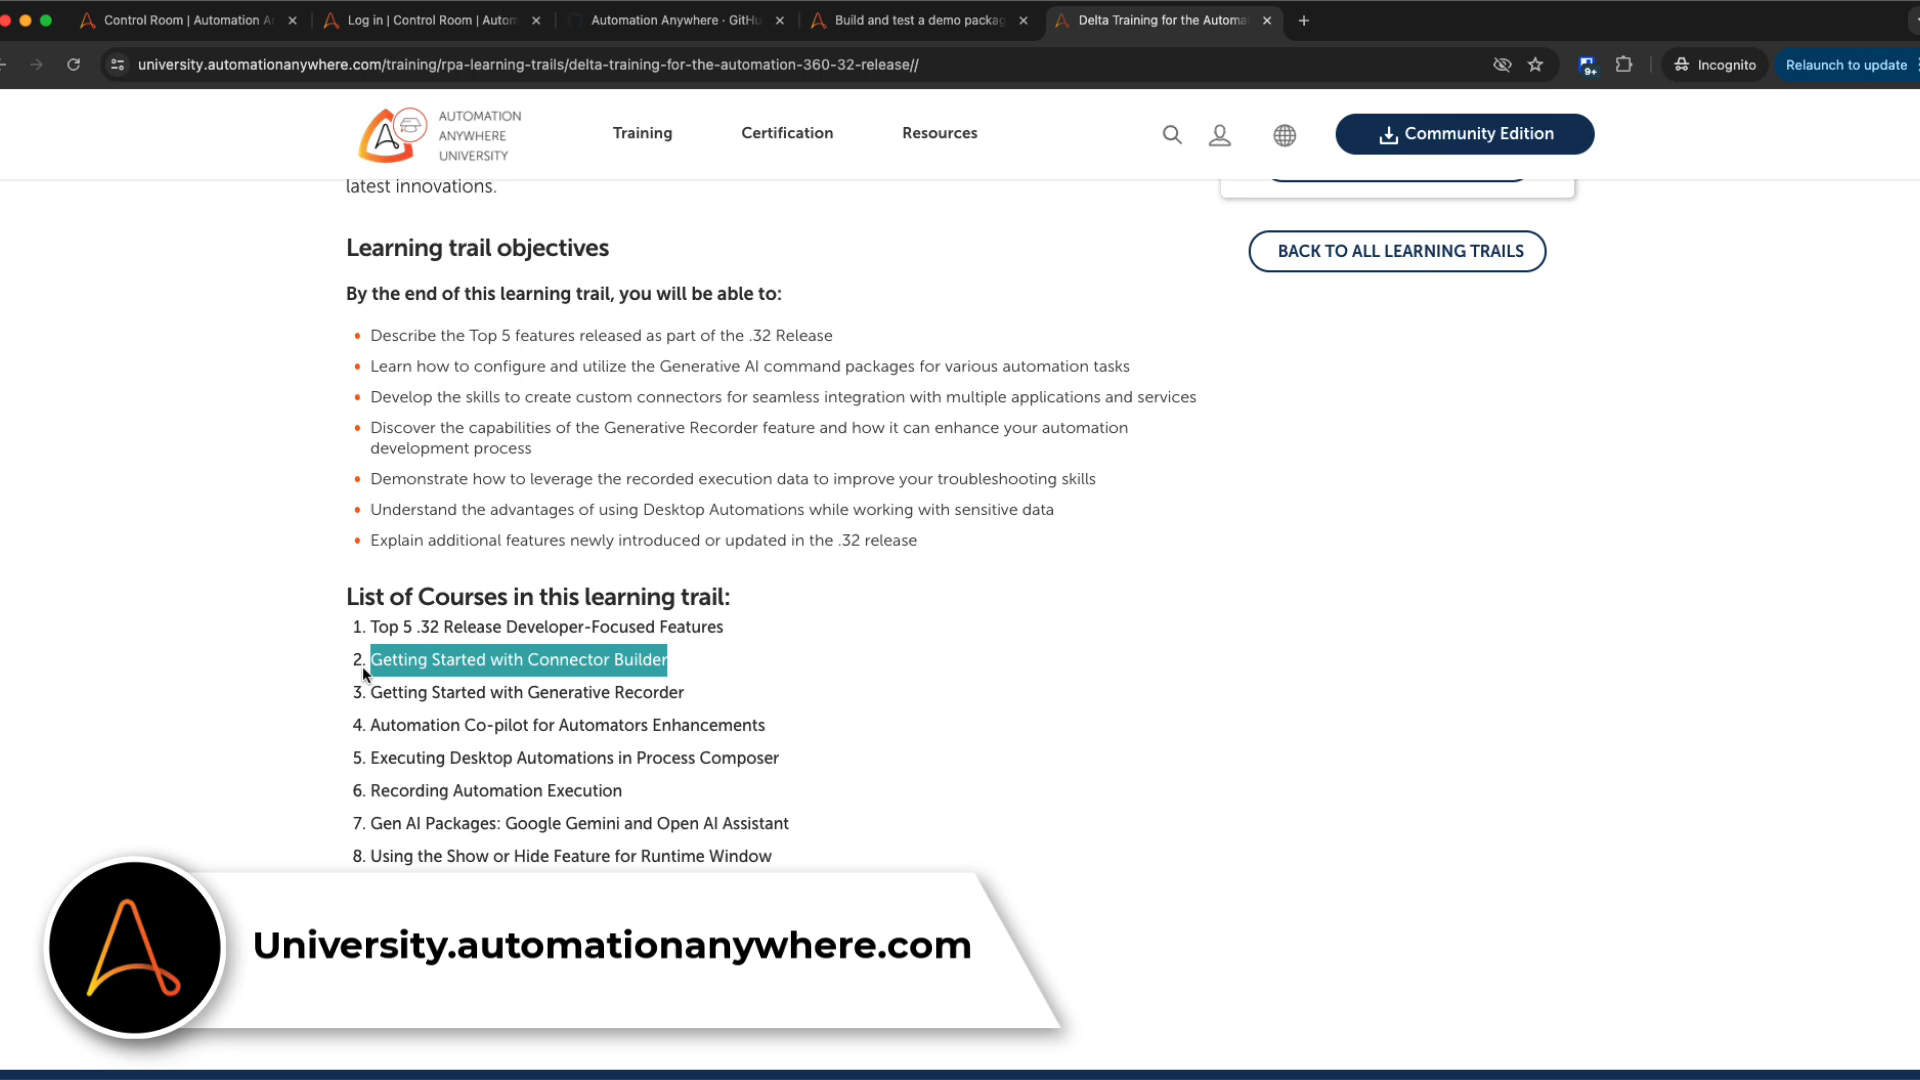 Control Room | Automation A
Log in | Control Room | Autom
Automation Anywhere · GitHu
Build and test a demo packag
Delta Training for the Automa
university.automationanywhere.com/training/rpa-learning-trails/delta-training-for-the-automation-360-32-release//
9+
Incognito
Relaunch to update
AUTOMATION
ANYWHERE
UNIVERSITY
Training
Certification
Resources
Community Edition
latest innovations.
BACK TO ALL LEARNING TRAILS
Learning trail objectives
By the end of this learning trail, you will be able to:
• Describe the Top 5 features released as part of the .32 Release
• Learn how to configure and utilize the Generative AI command packages for various automation tasks
• Develop the skills to create custom connectors for seamless integration with multiple applications and services
• Discover the capabilities of the Generative Recorder feature and how it can enhance your automation
development process
• Demonstrate how to leverage the recorded execution data to improve your troubleshooting skills
• Understand the advantages of using Desktop Automations while working with sensitive data
• Explain additional features newly introduced or updated in the .32 release
List of Courses in this learning trail:
1. Top 5 .32 Release Developer-Focused Features
2. Getting Started with Connector Builder
3. Getting Started with Generative Recorder
4. Automation Co-pilot for Automators Enhancements
5. Executing Desktop Automations in Process Composer
6. Recording Automation Execution
7. Gen AI Packages: Google Gemini and Open AI Assistant
8. Using the Show or Hide Feature for Runtime Window
University.automationanywhere.com